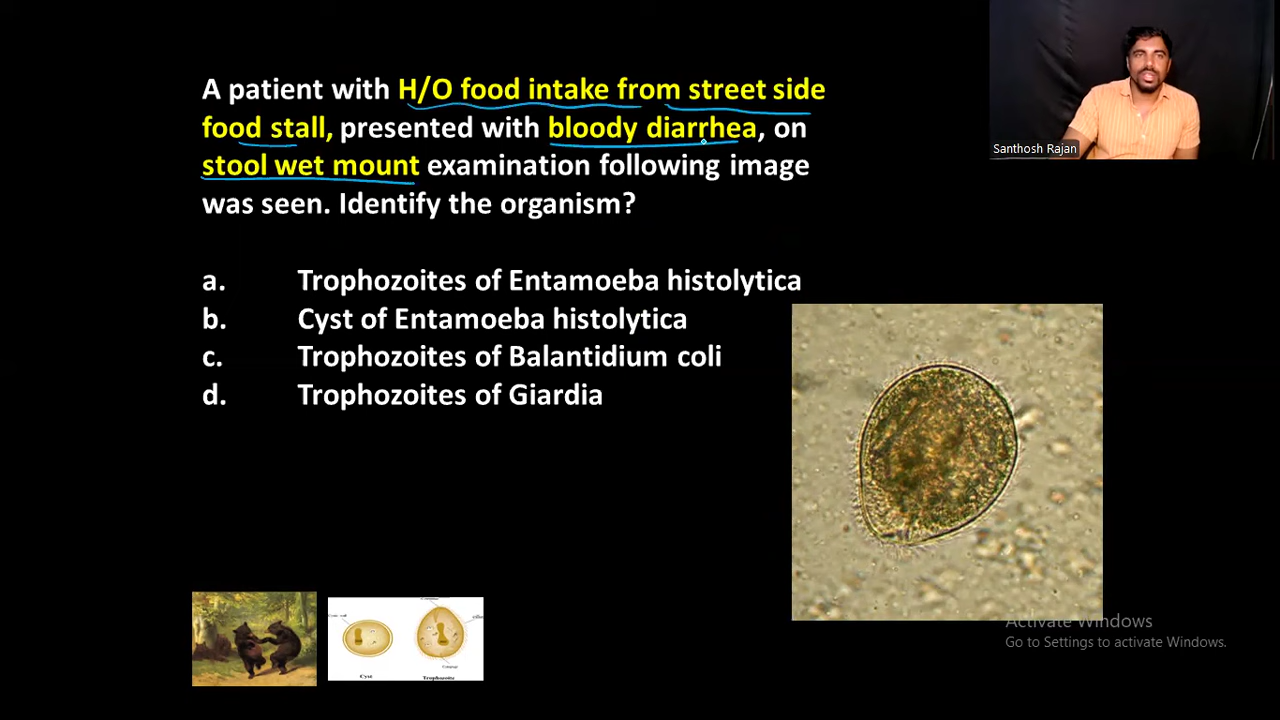 A patient with H/O food intake from street side
food stall, presented with bloody diarrhea, on
stool wet mount examination following image
was seen. Identify the organism?
a. Trophozoites of Entamoeba histolytica
b. Cyst of Entamoeba histolytica
c. Trophozoites of Balantidium coli
d. Trophozoites of Giardia
Santhosh Rajan
Cyst
Activate Windows
Go to Settings to activate Windows.